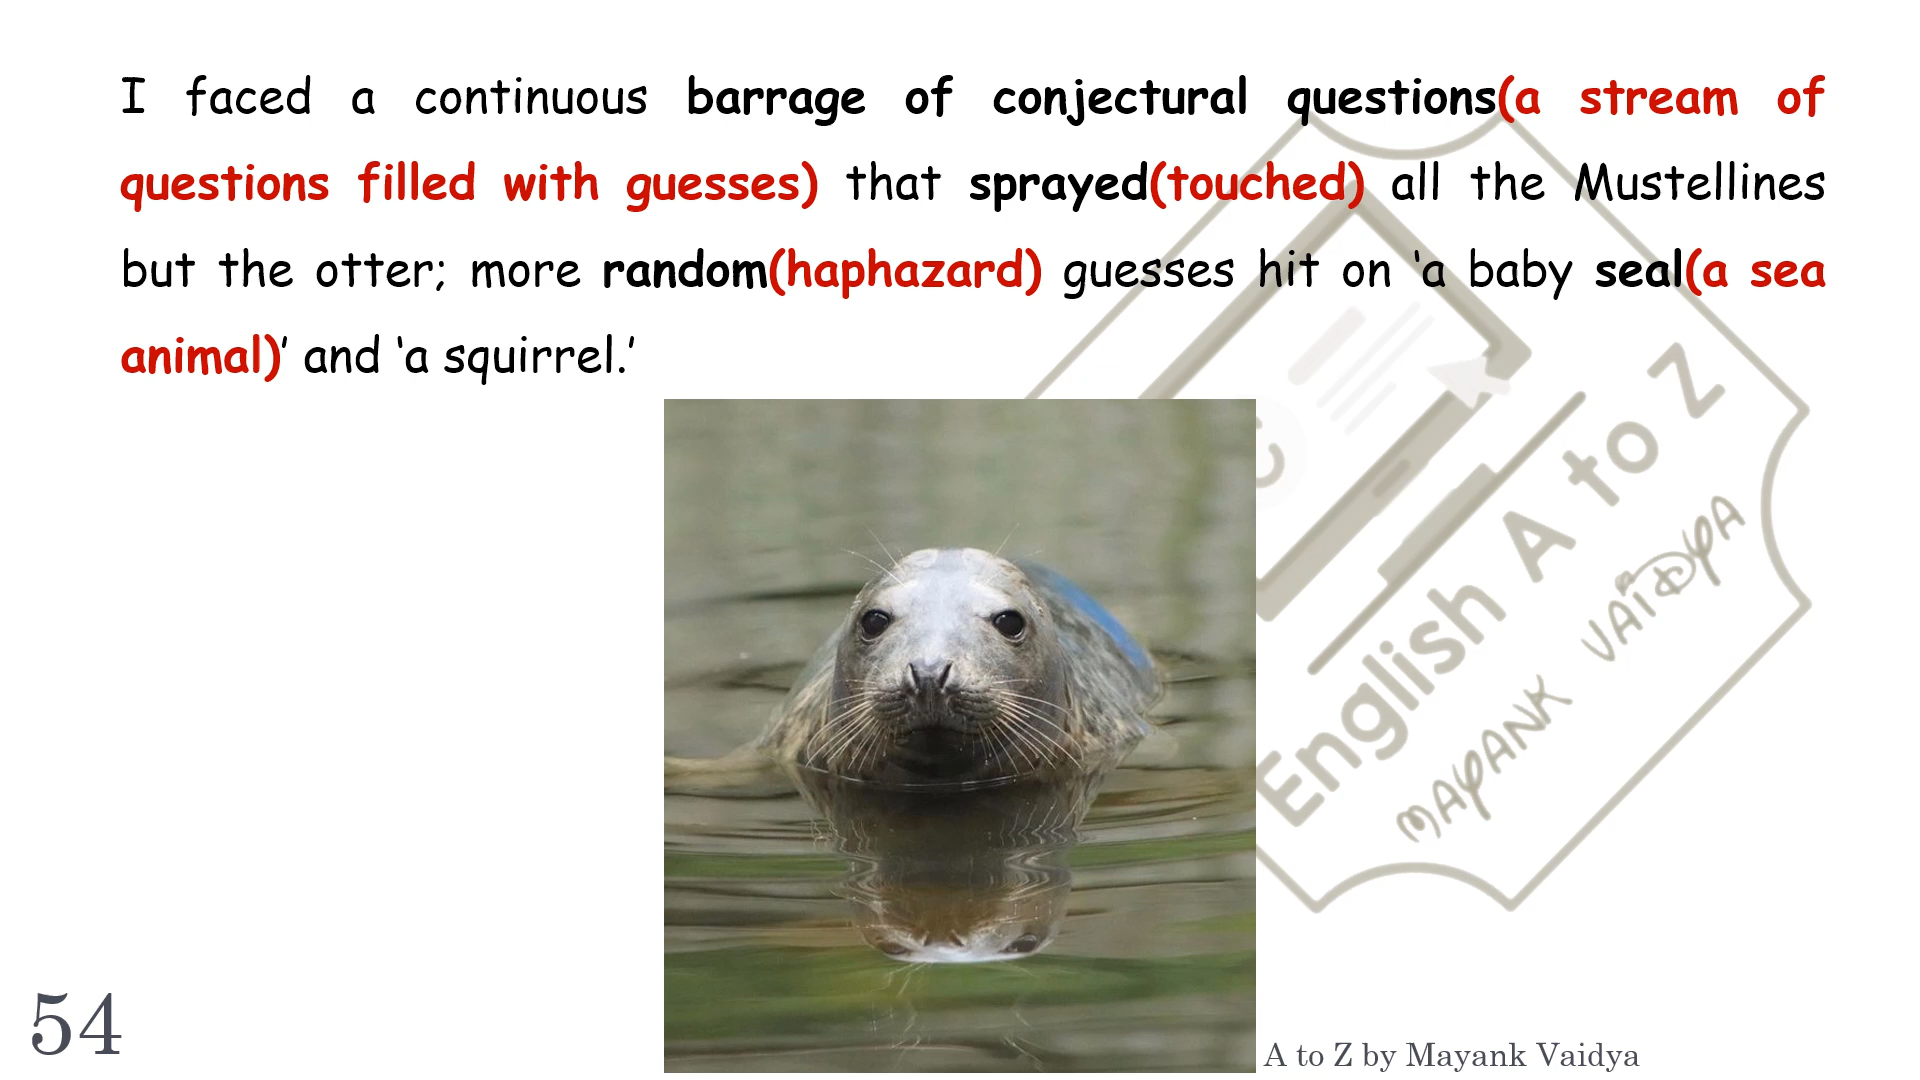 I faced a continuous barrage of conjectural questions(a stream of
questions filled with guesses) that sprayed(touched) all the Mustellines
but the otter; more random(haphazard) guesses hit on ‘a baby seal(a sea
animal)’ and ‘a squirrel.’
English A to Z
MAYANK VAIDYA
54
A to Z by Mayank Vaidya